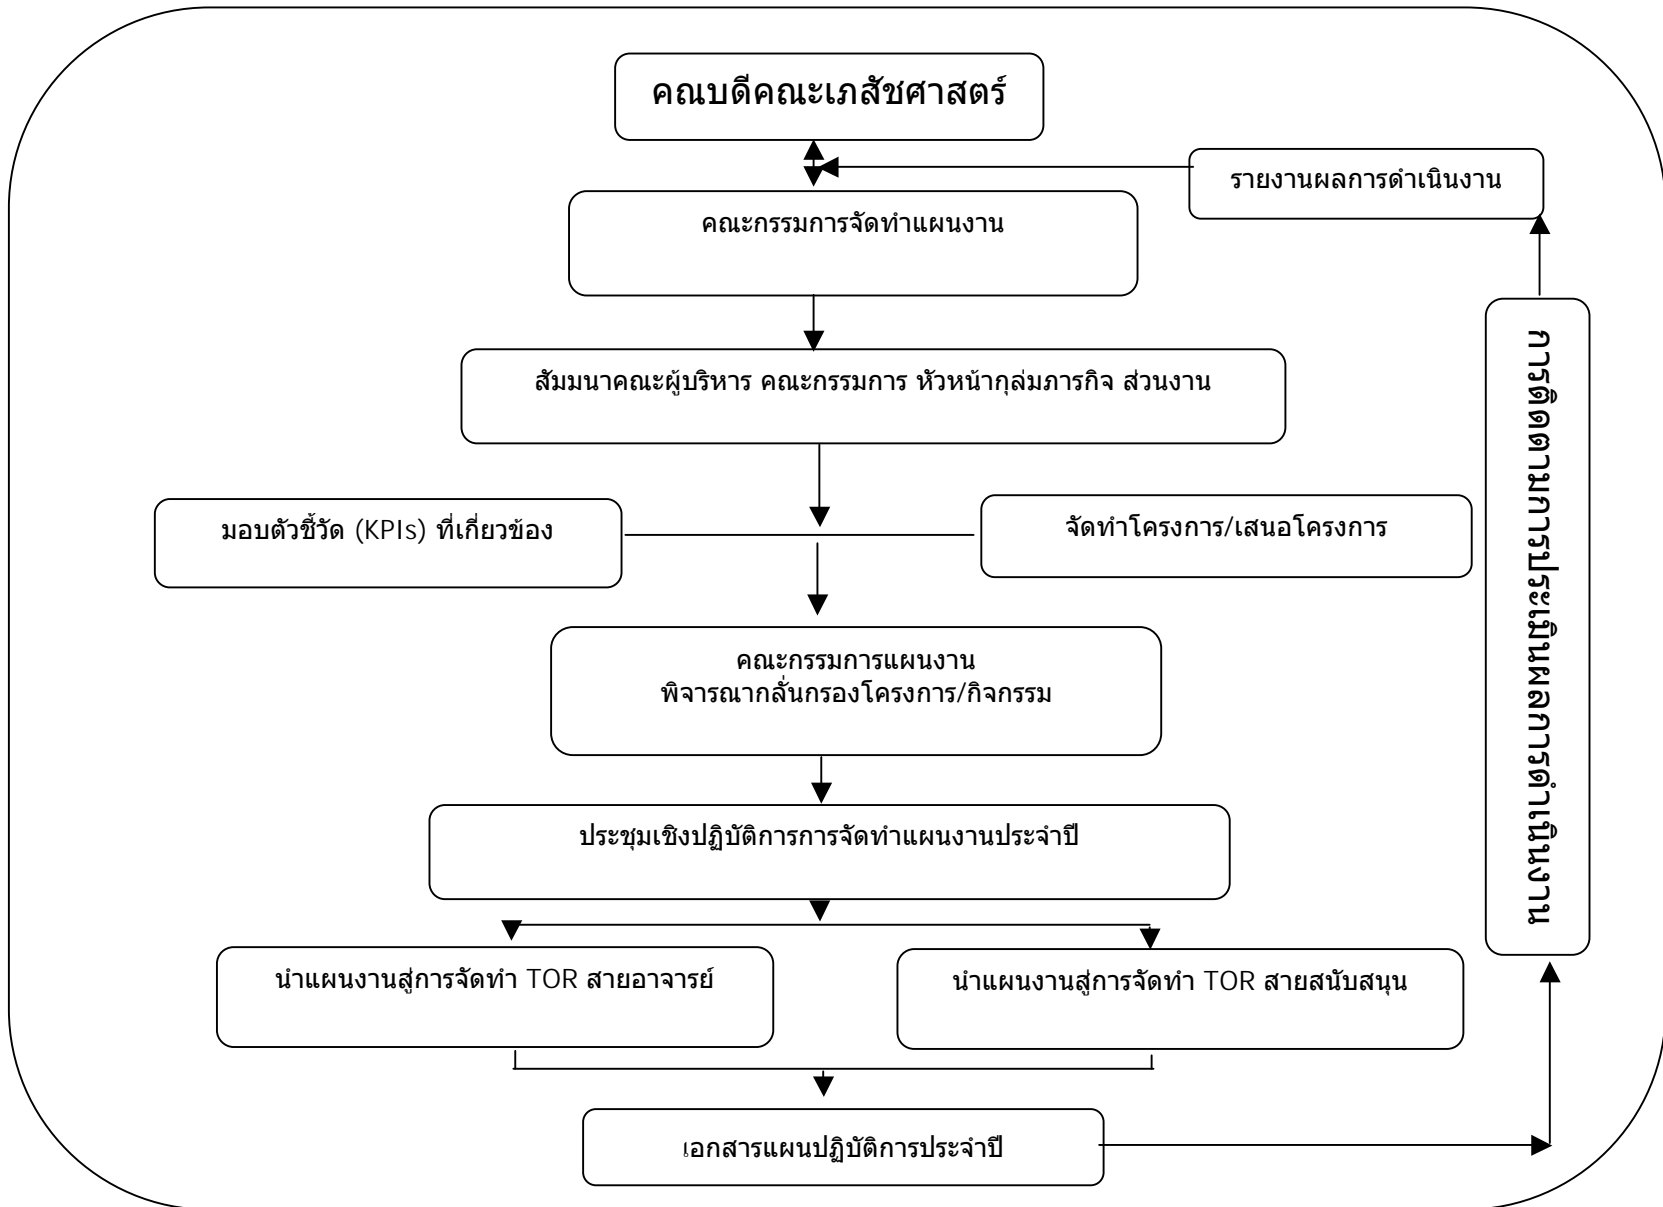 คณบดีคณะเภสัชศาสตร์
รายงานผลการดำเนินงาน
คณะกรรมการจัดทำแผนงาน
สัมมนาคณะผู้บริหาร คณะกรรมการ หัวหน้ากุล่มภารกิจ ส่วนงาน
มอบตัวชี้วัด (KPIs) ที่เกี่ยวข้อง
จัดทำโครงการ/เสนอโครงการ
คณะกรรมการแผนงาน
พิจารณากลั่นกรองโครงการ/กิจกรรม
ประชุมเชิงปฏิบัติการการจัดทำแผนงานประจำปี
นำแผนงานสู่การจัดทำ TOR สายอาจารย์
นำแผนงานสู่การจัดทำ TOR สายสนับสนุน
เอกสารแผนปฏิบัติการประจำปี
การติดตามการประเมินผลการดำเนินงาน